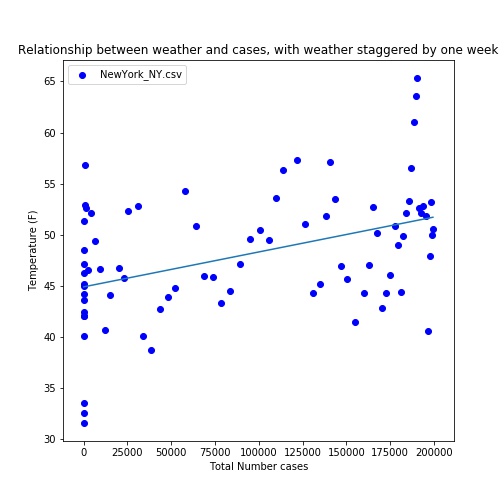 Relationship between weather and cases, with weather staggered by one week
NewYork_NY.csv
Temperature (F)
65
60
55
50
45
40
35
30
0 25000 50000 75000 100000 125000 150000 175000 200000
Total Number cases